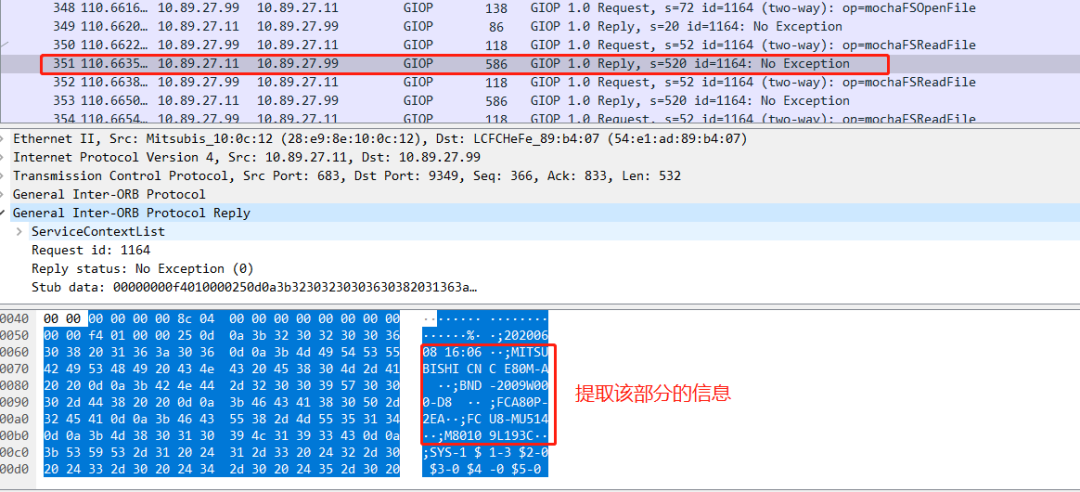 348 110.6616… 10.89.27.99 10.89.27.11 GIOP 138 GIOP 1.0 Request, s=72 id=1164 (two-way): op=mochaFSOpenFile
349 110.6620… 10.89.27.11 10.89.27.99 GIOP 86 GIOP 1.0 Reply, s=20 id=1164: No Exception
350 110.6622… 10.89.27.99 10.89.27.11 GIOP 118 GIOP 1.0 Request, s=52 id=1164 (two-way): op=mochaFSReadFile
351 110.6635… 10.89.27.11 10.89.27.99 GIOP 586 GIOP 1.0 Reply, s=520 id=1164: No Exception
352 110.6638… 10.89.27.99 10.89.27.11 GIOP 118 GIOP 1.0 Request, s=52 id=1164 (two-way): op=mochaFSReadFile
353 110.6650… 10.89.27.11 10.89.27.99 GIOP 586 GIOP 1.0 Reply, s=520 id=1164: No Exception
354 110.6654… 10.89.27.99 10.89.27.11 GIOP 118 GIOP 1.0 Request, s=52 id=1164 (two-way): op=mochaFSReadFile
Ethernet II, Src: Mitsubis_10:0c:12 (28:e9:8e:10:0c:12), Dst: LCFCHeFe_89:b4:07 (54:e1:ad:89:b4:07)
Internet Protocol Version 4, Src: 10.89.27.11, Dst: 10.89.27.99
Transmission Control Protocol, Src Port: 683, Dst Port: 9349, Seq: 366, Ack: 833, Len: 532
General Inter-ORB Protocol
General Inter-ORB Protocol Reply
ServiceContextList
Request id: 1164
Reply status: No Exception (0)
Stub data: 00000000f4010000250d0a3b32303230303630382031363a…
0040 00 00 00 00 00 00 8c 04 00 00 00 00 00 00 00 00 ········ ········
0050 00 00 f4 01 00 00 25 0d 0a 3b 32 30 32 30 30 36 ······%· ·;202006
0060 30 38 20 31 36 3a 30 36 0d 0a 3b 4d 49 54 53 55 08 16:06 ··;MITSU
0070 42 49 53 48 49 20 43 4e 43 20 45 38 30 4d 2d 41 BISHI CN C E80M-A
0080 20 20 0d 0a 3b 42 4e 44 2d 32 30 30 39 57 30 30   ··;BND -2009W00
0090 30 2d 44 38 20 20 0d 0a 3b 46 43 41 38 30 50 2d 0-D8  ·· ;FCA80P-
00a0 32 45 41 0d 0a 3b 46 43 55 38 2d 4d 55 35 31 34 2EA··;FC U8-MU514
00b0 0d 0a 3b 4d 38 30 31 30 39 4c 31 39 33 43 0d 0a ··;M8010 9L193C··
00c0 3b 53 59 53 2d 31 20 24 31 2d 33 20 24 32 2d 30 ;SYS-1 $ 1-3 $2-0
00d0 20 24 33 2d 30 20 24 34 2d 30 20 24 35 2d 30 20 $3-0 $4 -0 $5-0
提取该部分的信息